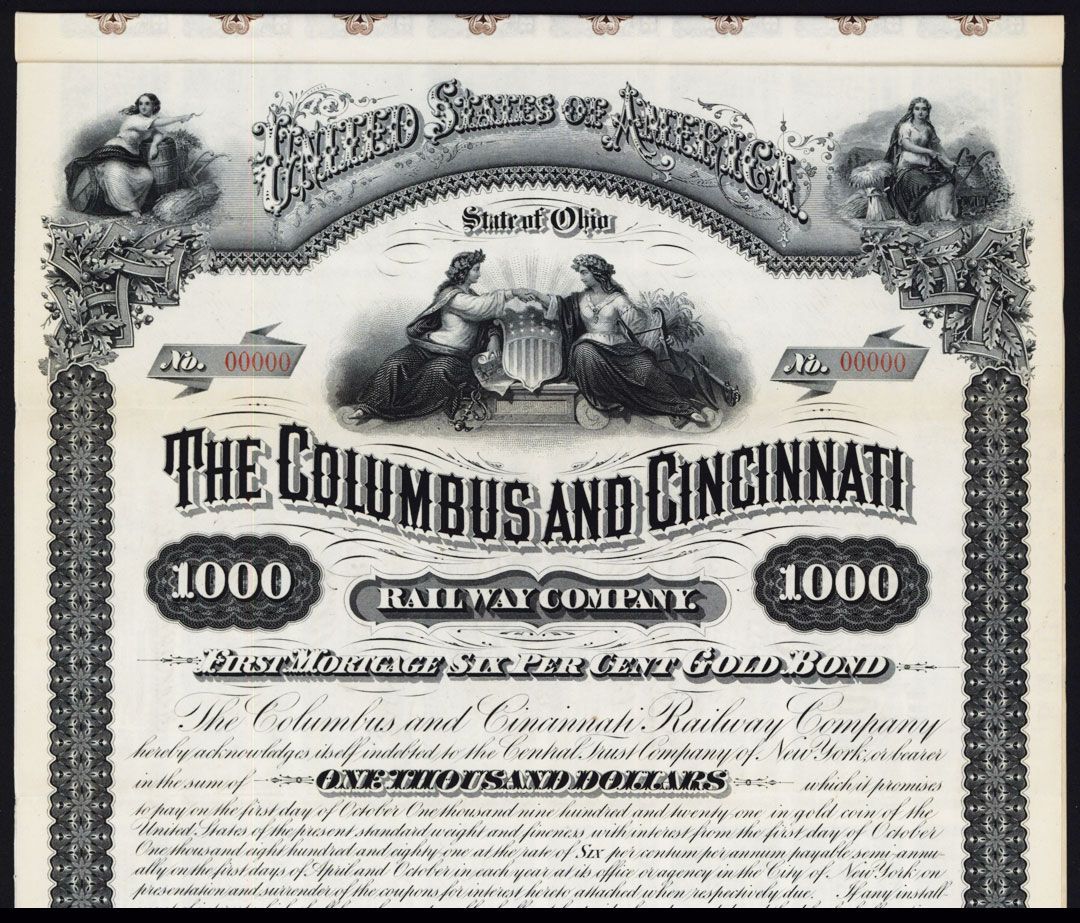 UNITED STATES OF AMERICA.
State of Ohio
No. 00000
No. 00000
THE COLUMBUS AND CINCINNATI
1000
RAILWAY COMPANY.
1000
FIRST MORTGAGE SIX PER CENT GOLD BOND
The Columbus and Cincinnati Railway Company
hereby acknowledges itself indebted to the Central Trust Company of New York, or bearer
in the sum of ONE THOUSAND DOLLARS which it promises
to pay on the first day of October One thousand nine hundred and twenty-one, in gold coin of the
United States of the present standard weight and fineness with interest from the first day of October
One thousand eight hundred and eighty-one at the rate of SIX per centum per annum payable semi-annu-
ally on the first days of April and October in each year at its office or agency in the City of New York on
presentation and surrender of the coupons for interest hereto attached when respectively due. If any install